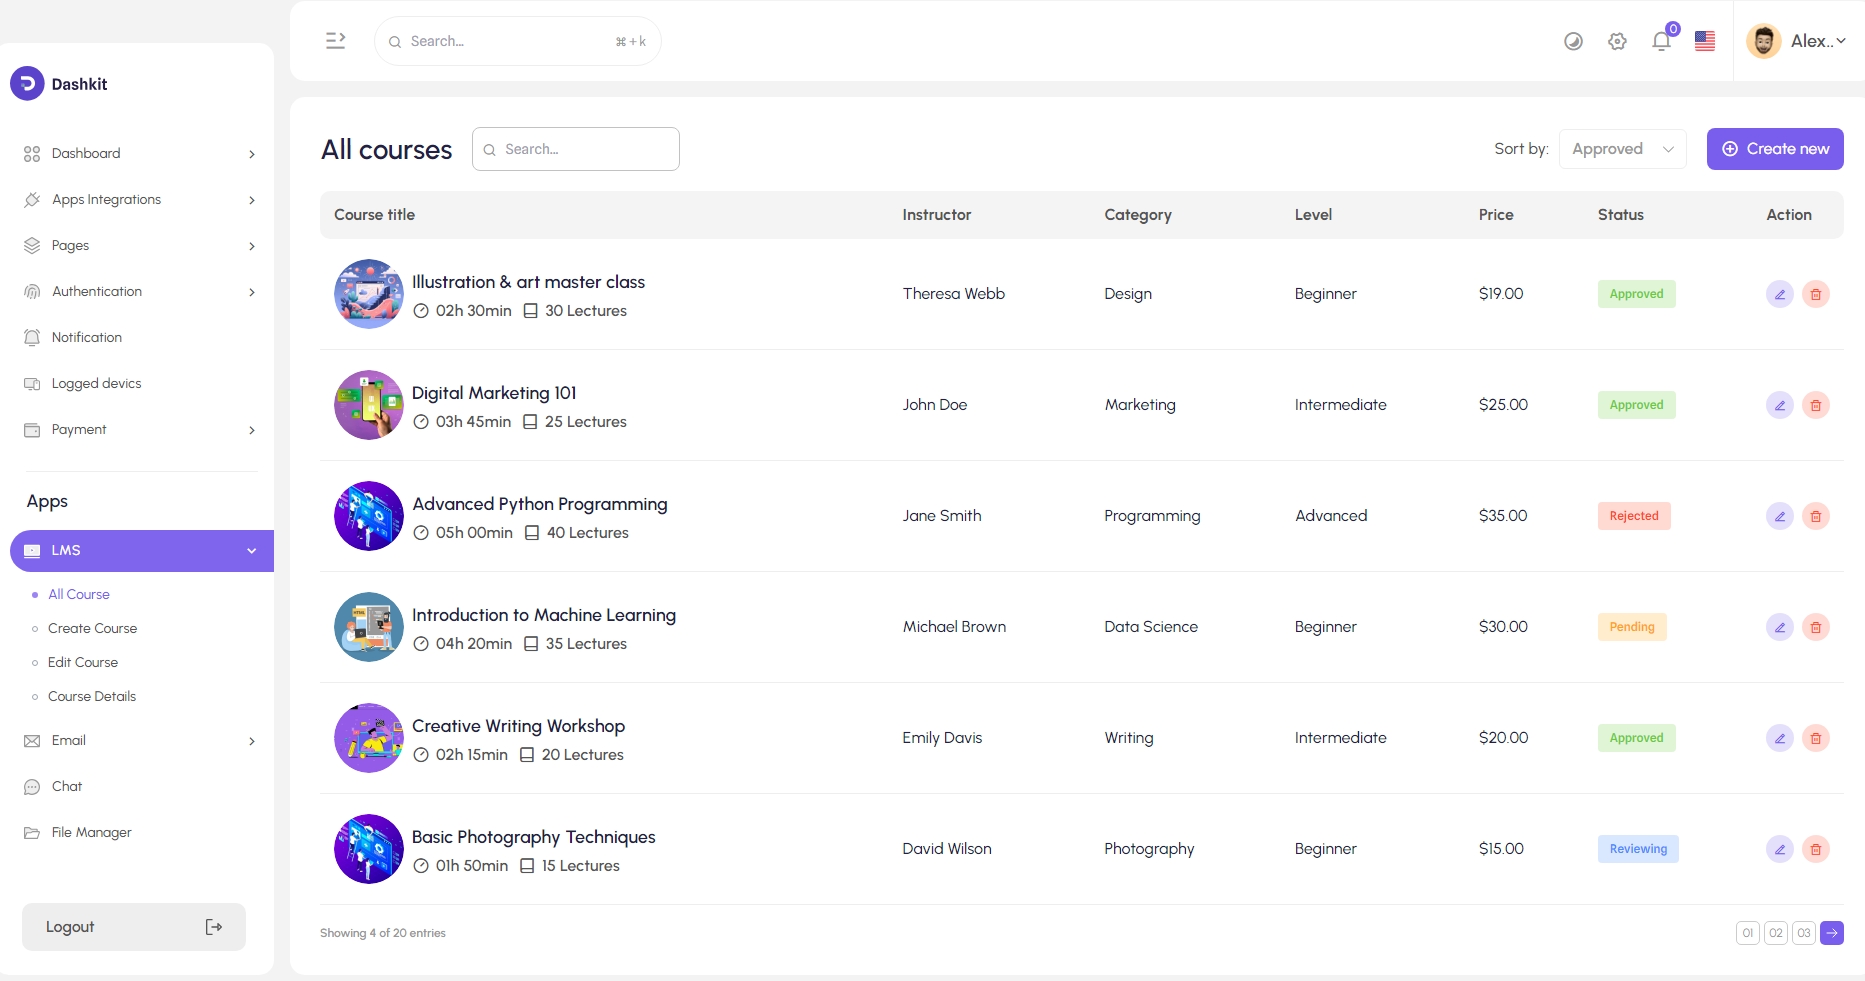 Search...
⌘+k
0
Alex..
Dashkit
Dashboard
Apps Integrations
Pages
Authentication
Notification
Logged devics
Payment
Apps
LMS
All Course
Create Course
Edit Course
Course Details
Email
Chat
File Manager
Logout
All courses
Search...
Sort by:
Approved
Create new
Course title Instructor Category Level Price Status Action
Illustration & art master class
02h 30min 30 Lectures
Theresa Webb Design Beginner $19.00 Approved
Digital Marketing 101
03h 45min 25 Lectures
John Doe Marketing Intermediate $25.00 Approved
Advanced Python Programming
05h 00min 40 Lectures
Jane Smith Programming Advanced $35.00 Rejected
Introduction to Machine Learning
04h 20min 35 Lectures
Michael Brown Data Science Beginner $30.00 Pending
Creative Writing Workshop
02h 15min 20 Lectures
Emily Davis Writing Intermediate $20.00 Approved
Basic Photography Techniques
01h 50min 15 Lectures
David Wilson Photography Beginner $15.00 Reviewing
Showing 4 of 20 entries
01 02 03